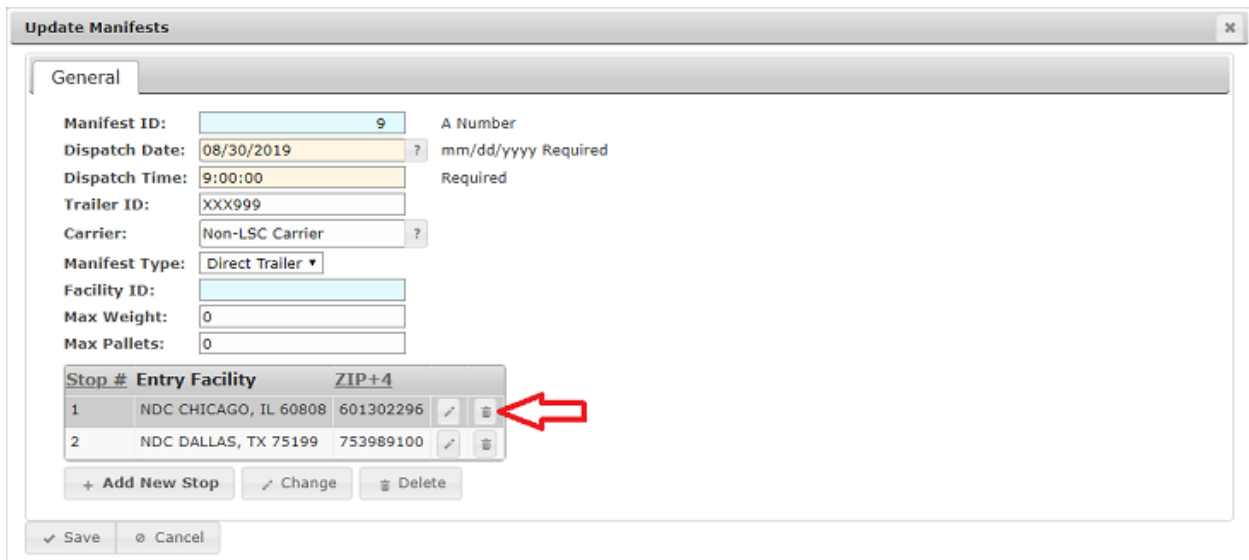 Update Manifests
General
Manifest ID: 9 A Number
Dispatch Date: 08/30/2019 ? mm/dd/yyyy Required
Dispatch Time: 9:00:00 Required
Trailer ID: XXX999
Carrier: Non-LSC Carrier ?
Manifest Type: Direct Trailer
Facility ID:
Max Weight: 0
Max Pallets: 0
Stop # Entry Facility ZIP+4
1 NDC CHICAGO, IL 60808 601302296
2 NDC DALLAS, TX 75199 753989100
+ Add New Stop Change Delete
Save Cancel